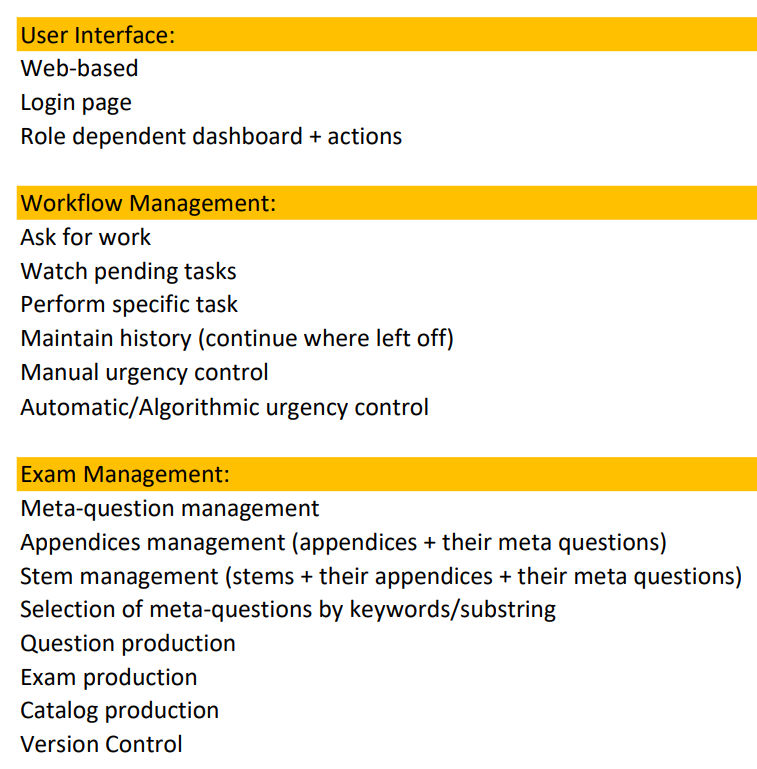 User Interface:
Web-based
Login page
Role dependent dashboard + actions
Workflow Management:
Ask for work
Watch pending tasks
Perform specific task
Maintain history (continue where left off)
Manual urgency control
Automatic/Algorithmic urgency control
Exam Management:
Meta-question management
Appendices management (appendices + their meta questions)
Stem management (stems + their appendices + their meta questions)
Selection of meta-questions by keywords/substring
Question production
Exam production
Catalog production
Version Control